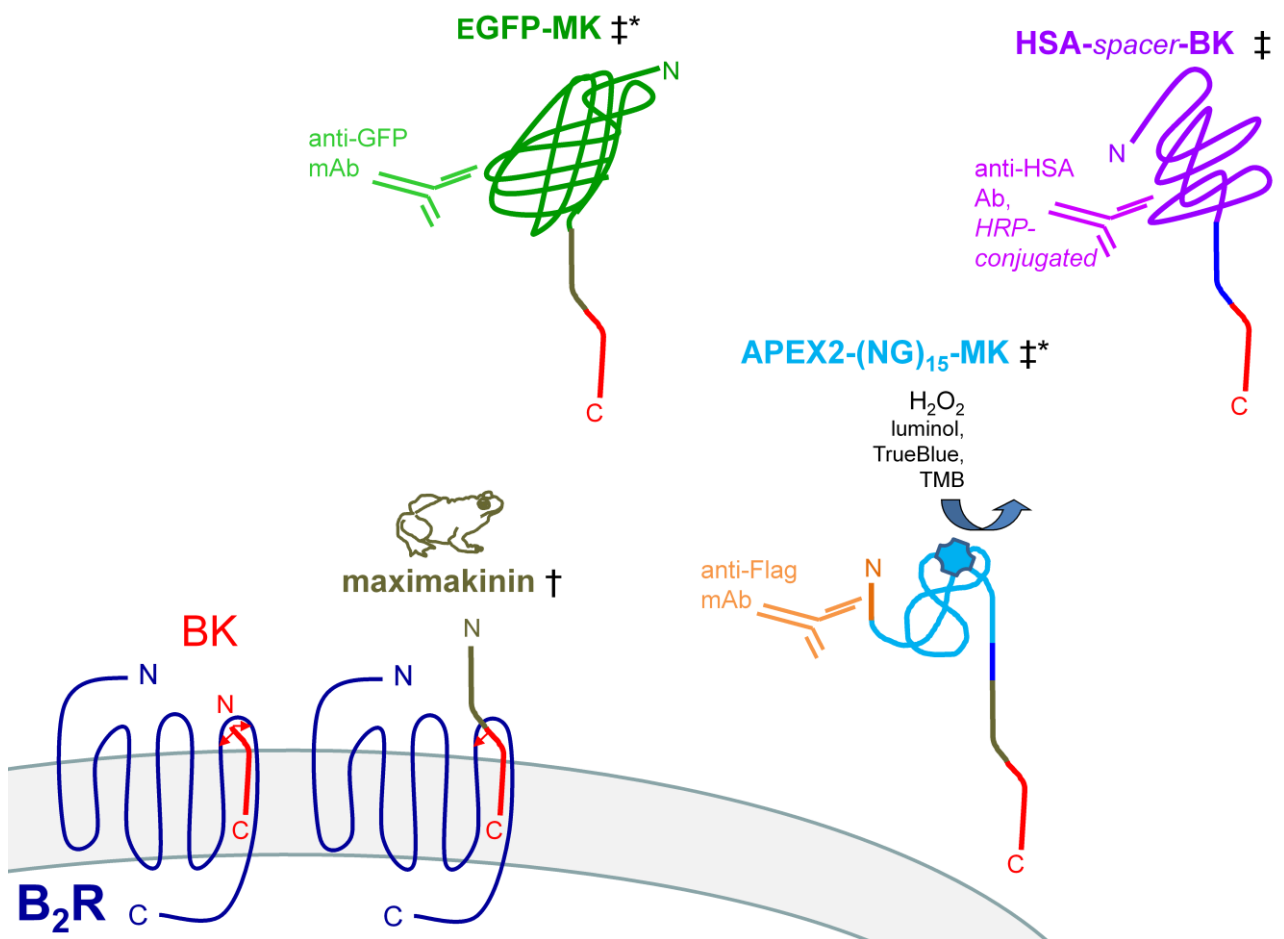 EGFP-MK ‡*
N
anti-GFP
mAb
C
HSA-spacer-BK ‡
N
anti-HSA
Ab,
HRP-
conjugated
C
APEX2-(NG)₁₅-MK ‡*
H₂O₂
luminol,
TrueBlue,
TMB
anti-Flag
mAb
N
C
maximakinin †
N
BK
N
N
N
C
C
B₂R
C
C